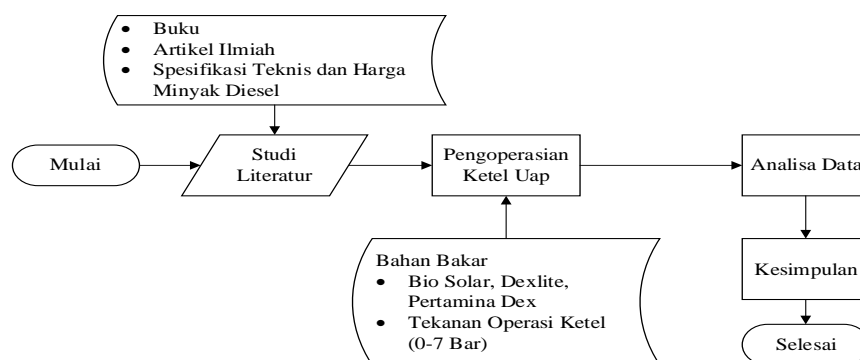 • Buku
• Artikel Ilmiah
• Spesifikasi Teknis dan Harga
Minyak Diesel
Mulai
Studi
Literatur
Pengoperasian
Ketel Uap
Analisa Data
Bahan Bakar
• Bio Solar, Dexlite,
Pertamina Dex
• Tekanan Operasi Ketel
(0-7 Bar)
Kesimpulan
Selesai